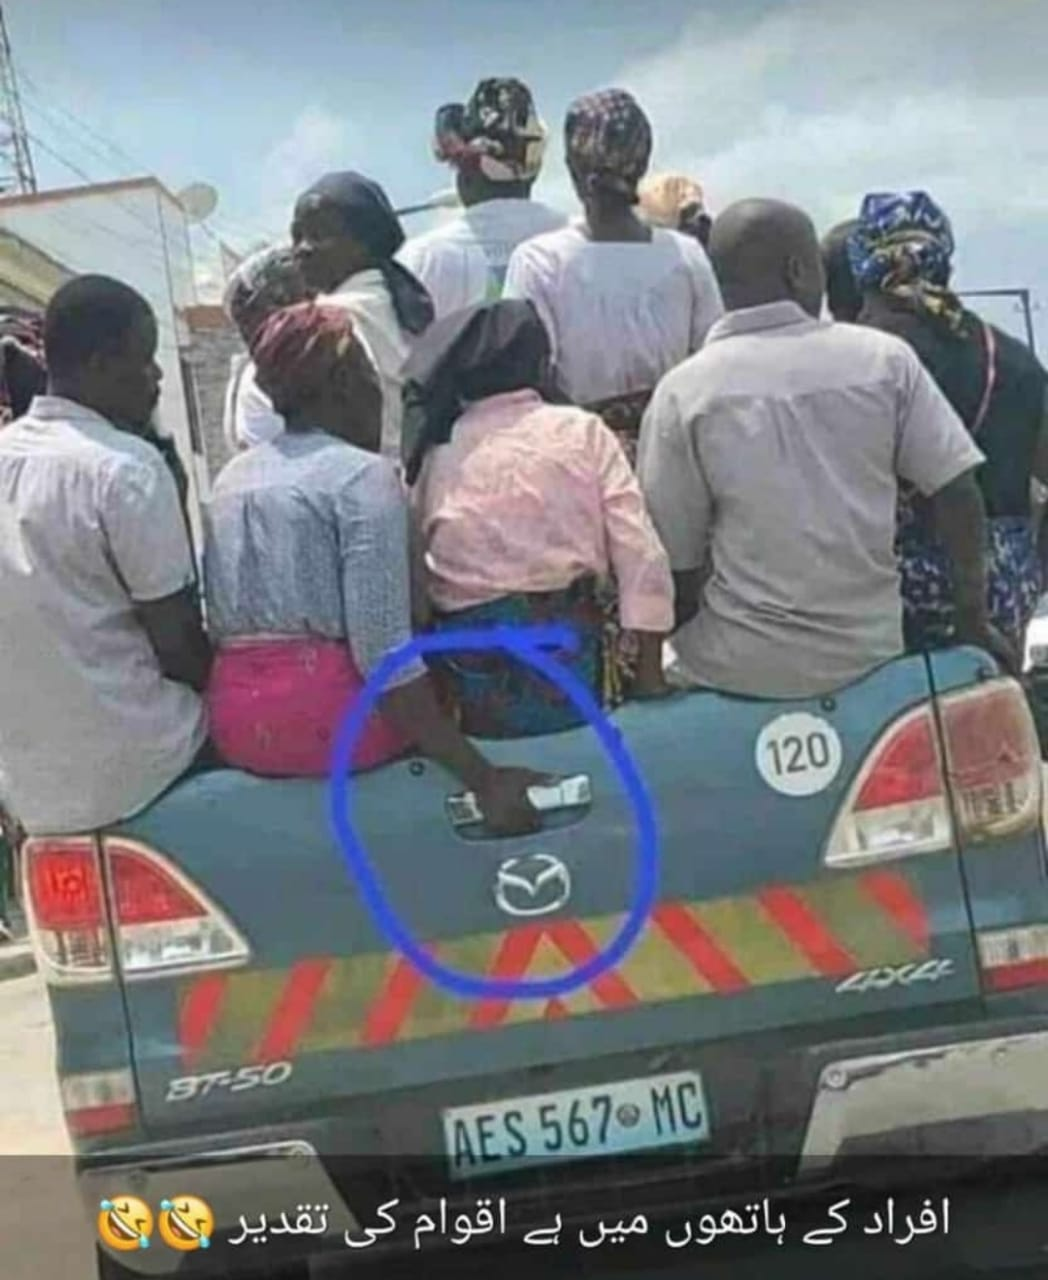 120
4X4
BT-50
AES 567 MC
افراد کے ہاتھوں میں ہے اقوام کی تقدیر 🤣🤣